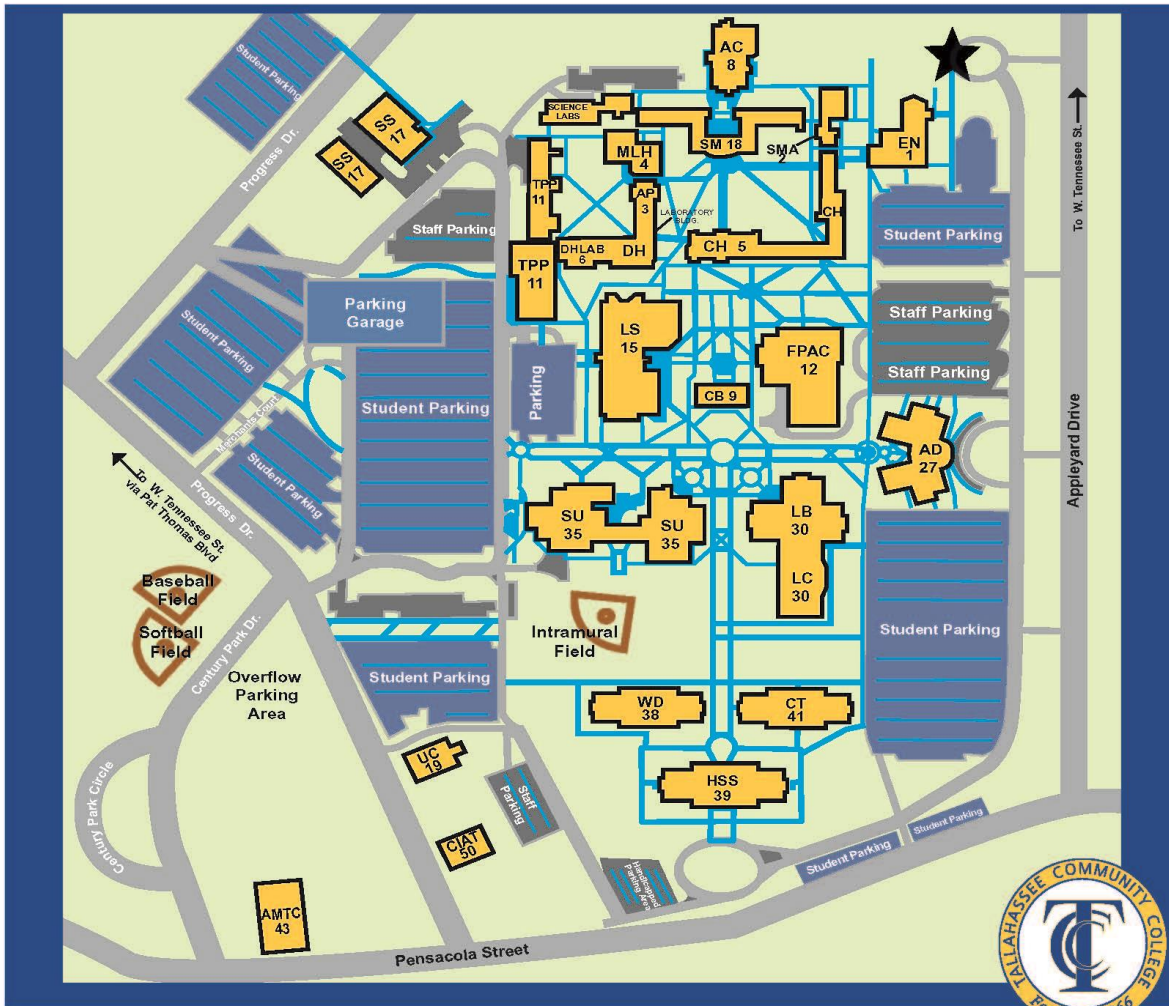 AC
8
Student Parking
SS
17
SS
17
Progress Dr.
SCIENCE
LABS
SM 18
SMA
2
EN
1
MLH
4
TPP
11
AP
3
LABORATORY
BLDG.
CH
To W. Tennessee St.
Staff Parking
DHLAB
6
DH
CH 5
Student Parking
TPP
11
Parking
Garage
Student Parking
LS
15
FPAC
12
Staff Parking
Staff Parking
Parking
CB 9
Student Parking
Merchants Court
Student Parking
AD
27
Appleyard Drive
To W. Tennessee St.
via Pat Thomas Blvd
Progress Dr.
SU
35
SU
35
LB
30
LC
30
Baseball
Field
Softball
Field
Century Park Dr.
Intramural
Field
Student Parking
Overflow
Parking
Area
Student Parking
WD
38
CT
41
UC
19
HSS
39
Staff
Parking
Century Park Circle
CIAT
50
Student Parking
Student Parking
Handicapped
Parking Area
AMTC
43
Pensacola Street
TALLAHASSEE COMMUNITY COLLEGE
TCC